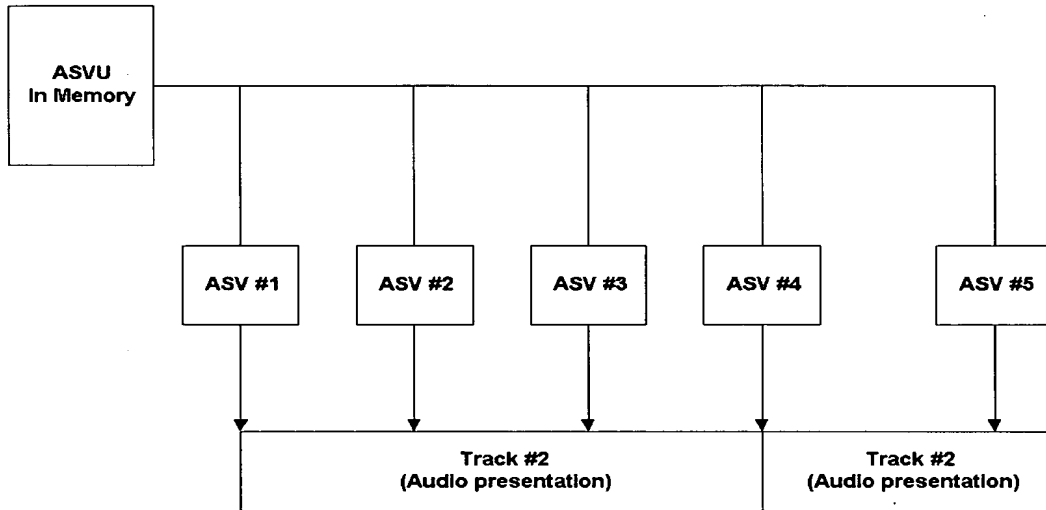 ASVU
In Memory
ASV #1
ASV #2
ASV #3
ASV #4
ASV #5
Track #2
(Audio presentation)
Track #2
(Audio presentation)